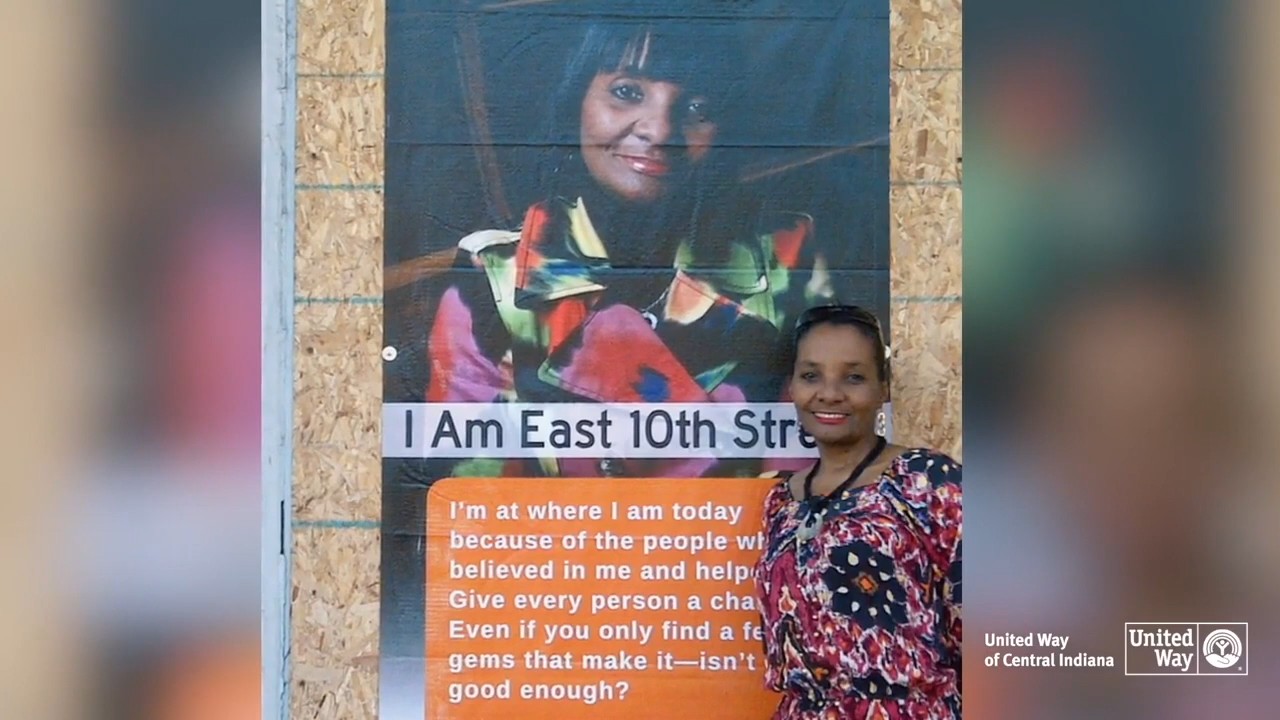 I Am East 10th Stre
I'm at where I am today
because of the people wh
believed in me and helpe
Give every person a cha
Even if you only find a fe
gems that make it—isn't
good enough?
United Way
of Central Indiana
United
Way